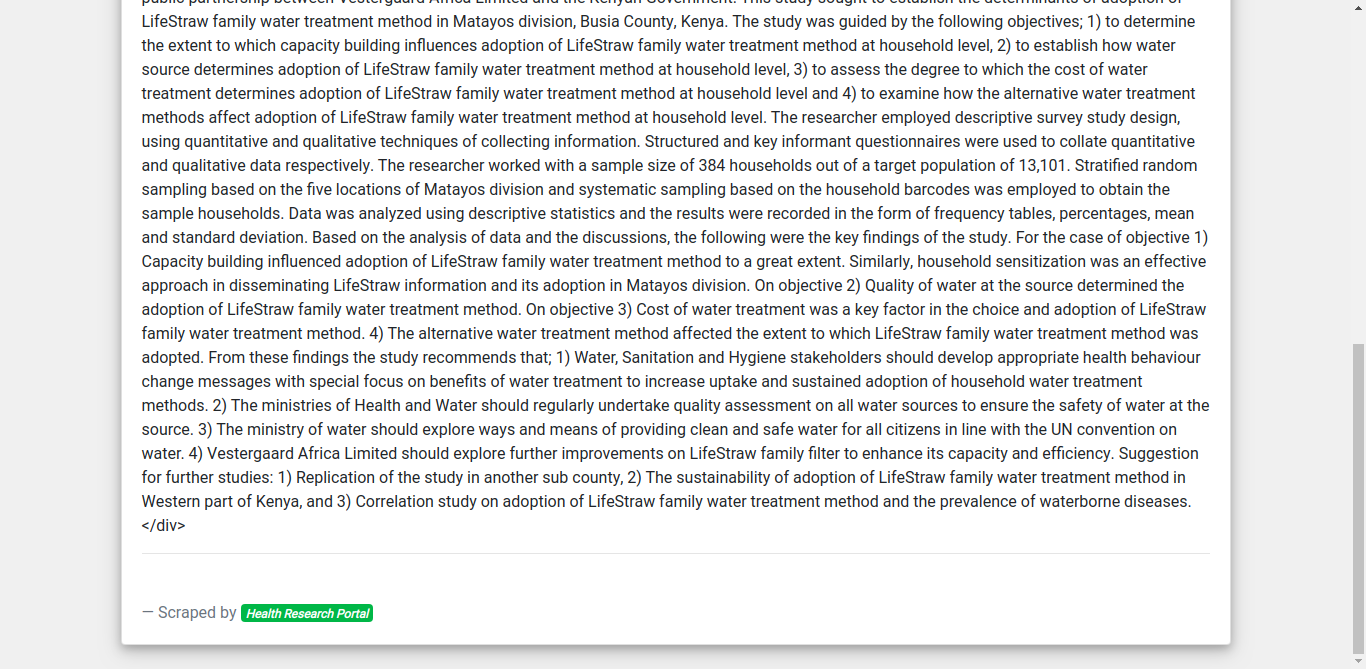 public partnership between Vestergaard Africa Limited and the Kenyan Government. This study sought to establish the determinants of adoption of
LifeStraw family water treatment method in Matayos division, Busia County, Kenya. The study was guided by the following objectives; 1) to determine
the extent to which capacity building influences adoption of LifeStraw family water treatment method at household level, 2) to establish how water
source determines adoption of LifeStraw family water treatment method at household level, 3) to assess the degree to which the cost of water
treatment determines adoption of LifeStraw family water treatment method at household level and 4) to examine how the alternative water treatment
methods affect adoption of LifeStraw family water treatment method at household level. The researcher employed descriptive survey study design,
using quantitative and qualitative techniques of collecting information. Structured and key informant questionnaires were used to collate quantitative
and qualitative data respectively. The researcher worked with a sample size of 384 households out of a target population of 13,101. Stratified random
sampling based on the five locations of Matayos division and systematic sampling based on the household barcodes was employed to obtain the
sample households. Data was analyzed using descriptive statistics and the results were recorded in the form of frequency tables, percentages, mean
and standard deviation. Based on the analysis of data and the discussions, the following were the key findings of the study. For the case of objective 1)
Capacity building influenced adoption of LifeStraw family water treatment method to a great extent. Similarly, household sensitization was an effective
approach in disseminating LifeStraw information and its adoption in Matayos division. On objective 2) Quality of water at the source determined the
adoption of LifeStraw family water treatment method. On objective 3) Cost of water treatment was a key factor in the choice and adoption of LifeStraw
family water treatment method. 4) The alternative water treatment method affected the extent to which LifeStraw family water treatment method was
adopted. From these findings the study recommends that; 1) Water, Sanitation and Hygiene stakeholders should develop appropriate health behaviour
change messages with special focus on benefits of water treatment to increase uptake and sustained adoption of household water treatment
methods. 2) The ministries of Health and Water should regularly undertake quality assessment on all water sources to ensure the safety of water at the
source. 3) The ministry of water should explore ways and means of providing clean and safe water for all citizens in line with the UN convention on
water. 4) Vestergaard Africa Limited should explore further improvements on LifeStraw family filter to enhance its capacity and efficiency. Suggestion
for further studies: 1) Replication of the study in another sub county, 2) The sustainability of adoption of LifeStraw family water treatment method in
Western part of Kenya, and 3) Correlation study on adoption of LifeStraw family water treatment method and the prevalence of waterborne diseases.
</div>
— Scraped by Health Research Portal